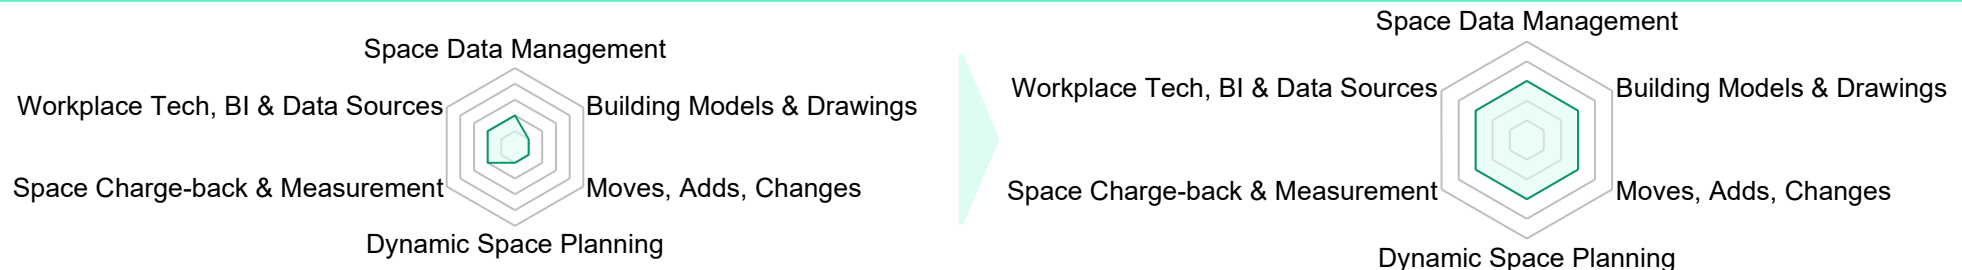 Space Data Management
Workplace Tech, BI & Data Sources
Building Models & Drawings
Space Charge-back & Measurement
Moves, Adds, Changes
Dynamic Space Planning
Space Data Management
Workplace Tech, BI & Data Sources
Building Models & Drawings
Space Charge-back & Measurement
Moves, Adds, Changes
Dynamic Space Planning